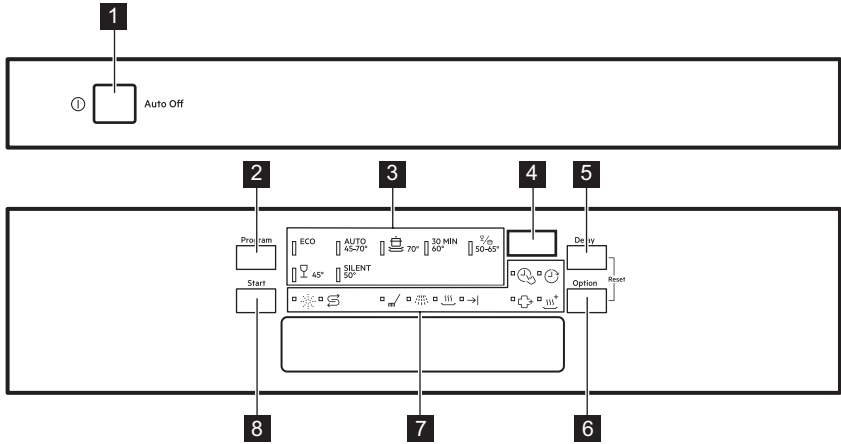 1
Auto Off
2
3
4
5
Program
ECO
AUTO
45-70°
70°
30 MIN
60°
50-65°
Delay
45°
SILENT
50°
Start
Option
Reset
8
7
6